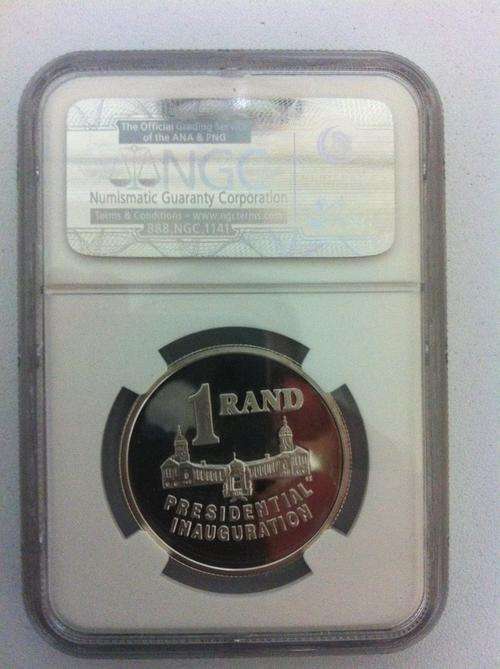 The Official Grading Service
of the ANA & PNG
NGC
Numismatic Guaranty Corporation
Terms & Conditions • www.ngcterms.com
888.NGC.1141
1 RAND
PRESIDENTIAL
INAUGURATION